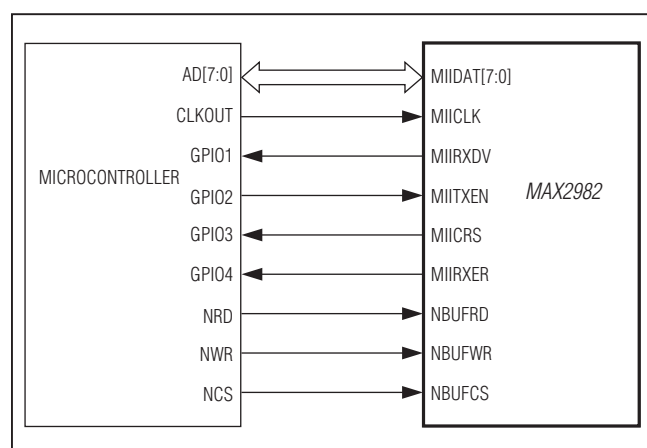 AD[7:0] MIIDAT[7:0]
CLKOUT MIICLK
GPIO1 MIIRXDV
MICROCONTROLLER MAX2982
GPIO2 MIITXEN
GPIO3 MIICRS
GPIO4 MIIRXER
NRD NBUFRD
NWR NBUFWR
NCS NBUFCS